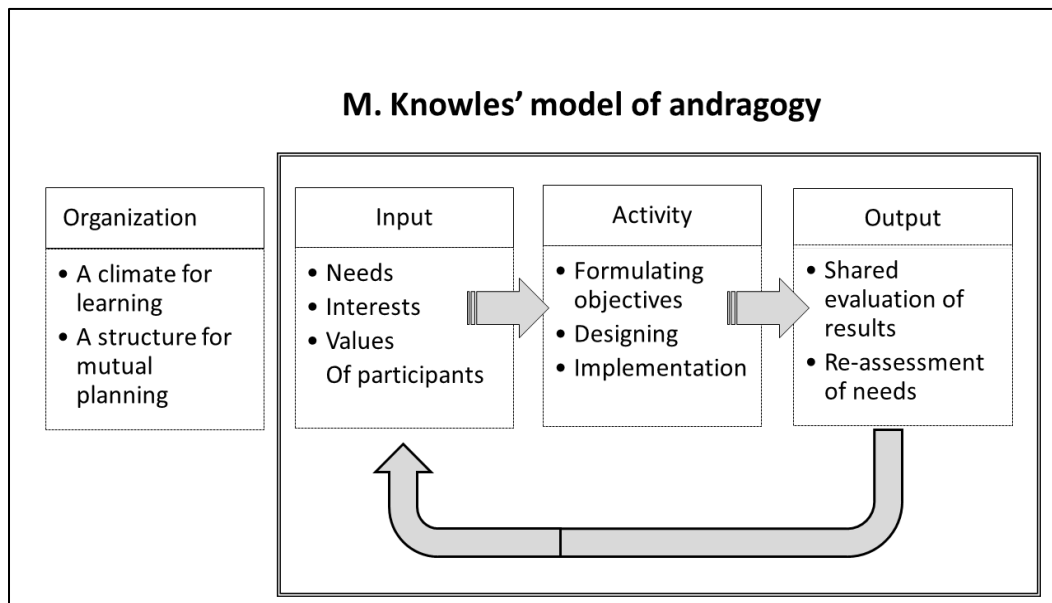 M. Knowles’ model of andragogy
Organization
• A climate for
learning
• A structure for
mutual
planning
Input
• Needs
• Interests
• Values
Of participants
Activity
• Formulating
objectives
• Designing
• Implementation
Output
• Shared
evaluation of
results
• Re-assessment
of needs